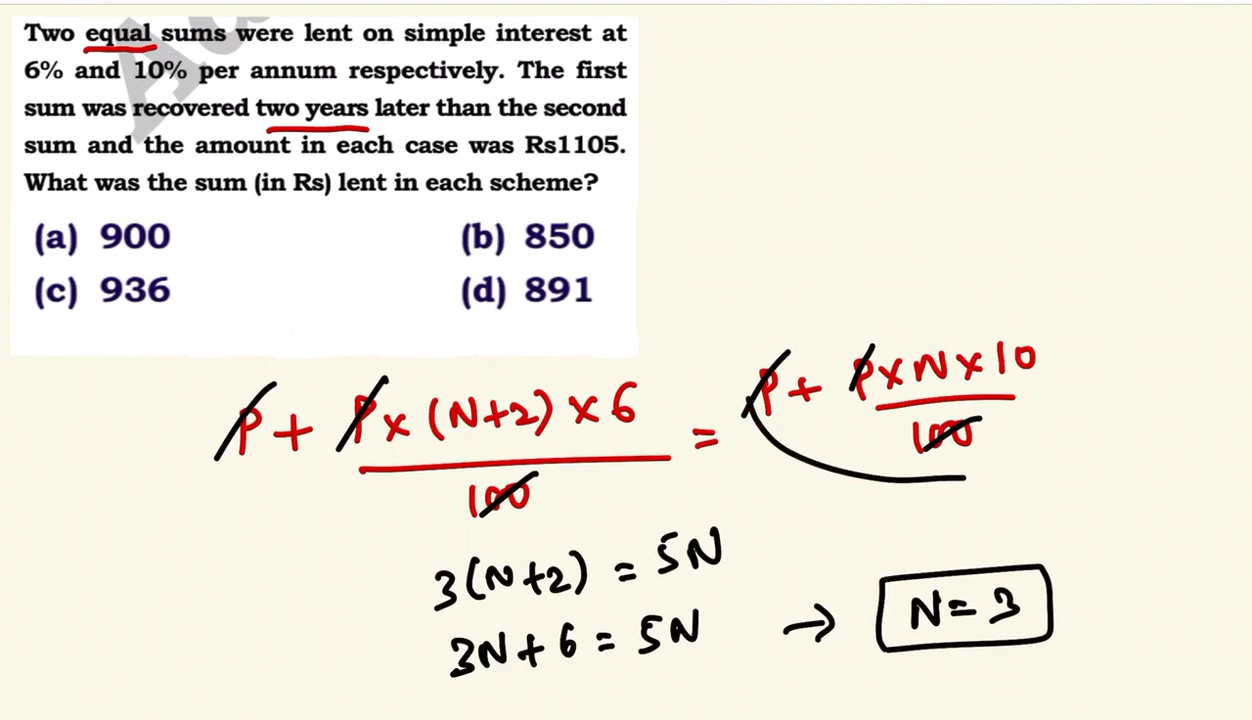 Two equal sums were lent on simple interest at
6% and 10% per annum respectively. The first
sum was recovered two years later than the second
sum and the amount in each case was Rs1105.
What was the sum (in Rs) lent in each scheme?
(a) 900 (b) 850
(c) 936 (d) 891
P + P x (N+2) x 6 / 100 = P + P x N x 10 / 100
3(N+2) = 5N
3N + 6 = 5N → N = 3